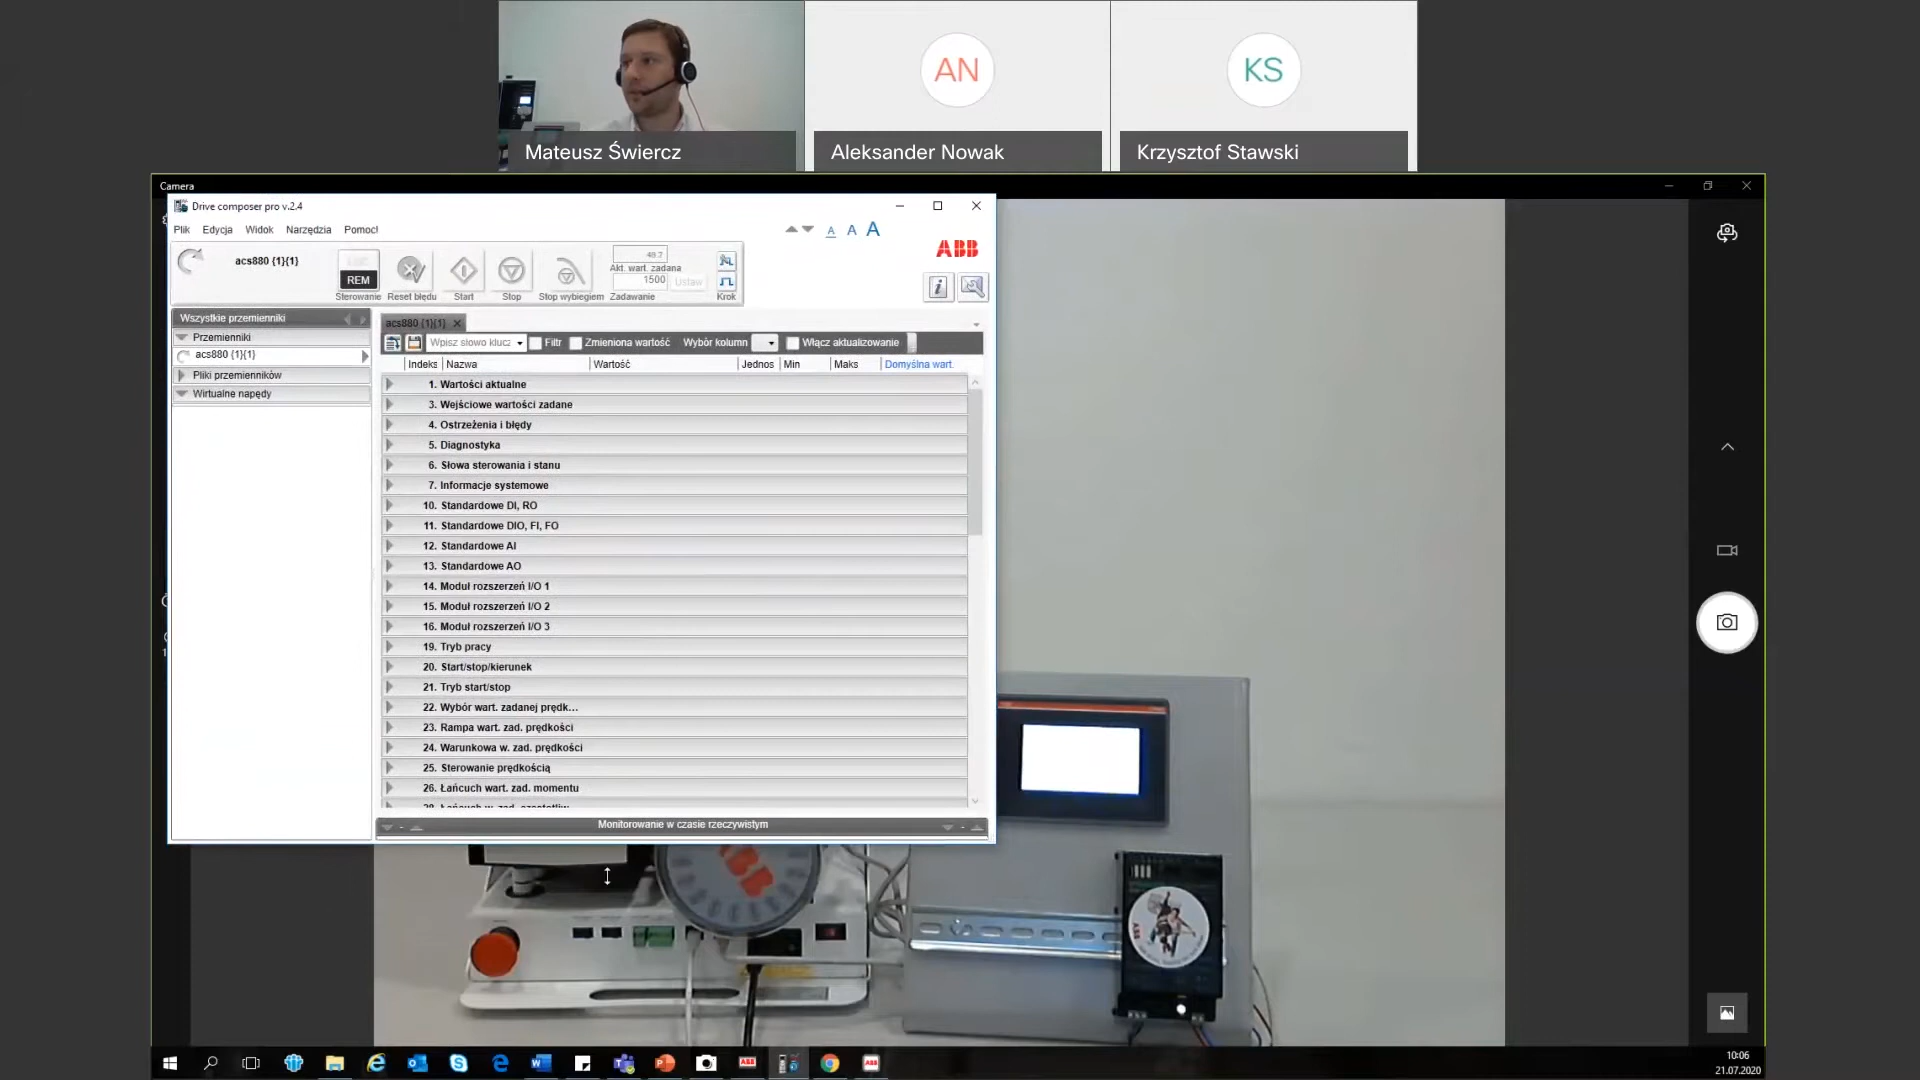 AN
KS
Mateusz Świercz
Aleksander Nowak
Krzysztof Stawski
Camera
Drive composer pro v.2.4
Plik Edycja Widok Narzędzia Pomoc!
A A A
ABB
acs880 {1}{1}
REM
49.7
Akt. wart. zadana
1500 Ustaw
Sterowanie Reset błędu Start Stop Stop wybiegiem Zadawanie Krok
Wszystkie przemienniki
Przemienniki
acs880 {1}{1}
Pliki przemienników
Wirtualne napędy
acs880 {1}{1}
Wpisz słowo klucz Filtr Zmieniona wartość Wybór kolumn Włącz aktualizowanie
Indeks Nazwa Wartość Jednos Min Maks Domyślna wart.
1. Wartości aktualne
3. Wejściowe wartości zadane
4. Ostrzeżenia i błędy
5. Diagnostyka
6. Słowa sterowania i stanu
7. Informacje systemowe
10. Standardowe DI, RO
11. Standardowe DIO, FI, FO
12. Standardowe AI
13. Standardowe AO
14. Moduł rozszerzeń I/O 1
15. Moduł rozszerzeń I/O 2
16. Moduł rozszerzeń I/O 3
19. Tryb pracy
20. Start/stop/kierunek
21. Tryb start/stop
22. Wybór wart. zadanej prędk...
23. Rampa wart. zad. prędkości
24. Warunkowa w. zad. prędkości
25. Sterowanie prędkością
26. Łańcuch wart. zad. momentu
Monitorowanie w czasie rzeczywistym
ABB
10:06
21.07.2020